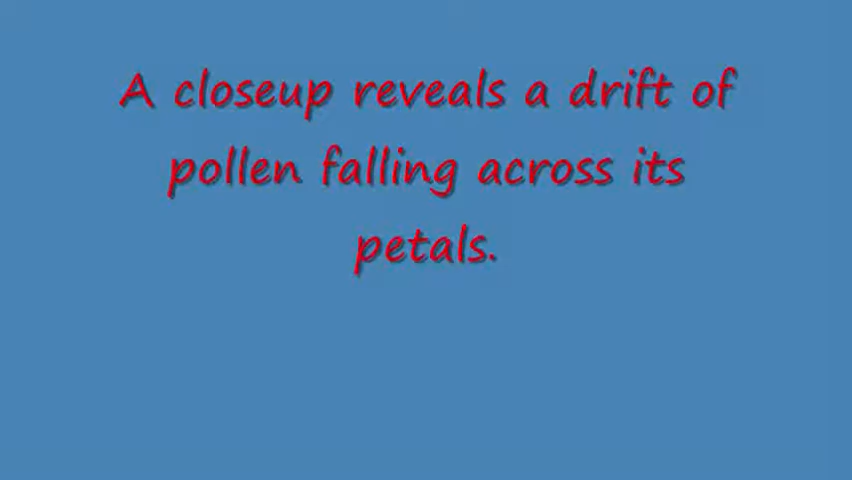 A closeup reveals a drift of
pollen falling across its
petals.